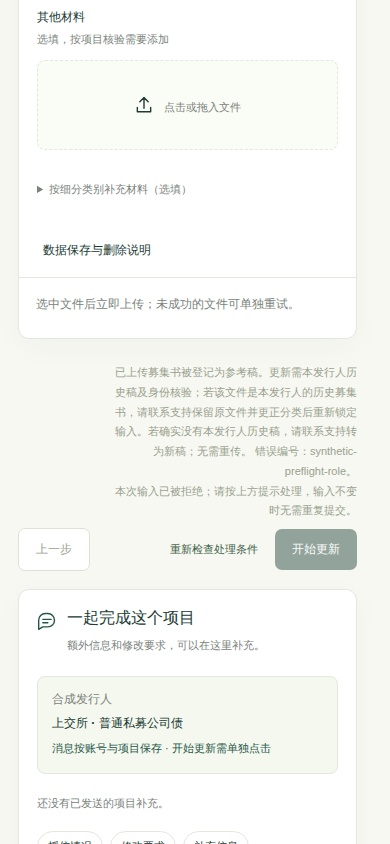 其他材料
选填，按项目核验需要添加
点击或拖入文件
按细分类别补充材料（选填）
数据保存与删除说明
选中文件后立即上传；未成功的文件可单独重试。
已上传募集书被登记为参考稿。更新需本发行人历
史稿及身份核验；若该文件是本发行人的历史募集
书，请联系支持保留原文件并更正分类后重新锁定
输入。若确实没有本发行人历史稿，请联系支持转
为新稿；无需重传。 错误编号：synthetic-
preflight-role。
本次输入已被拒绝；请按上方提示处理，输入不变
时无需重复提交。
上一步
重新检查处理条件
开始更新
一起完成这个项目
额外信息和修改要求，可以在这里补充。
合成发行人
上交所 · 普通私募公司债
消息按账号与项目保存 · 开始更新需单独点击
还没有已发送的项目补充。